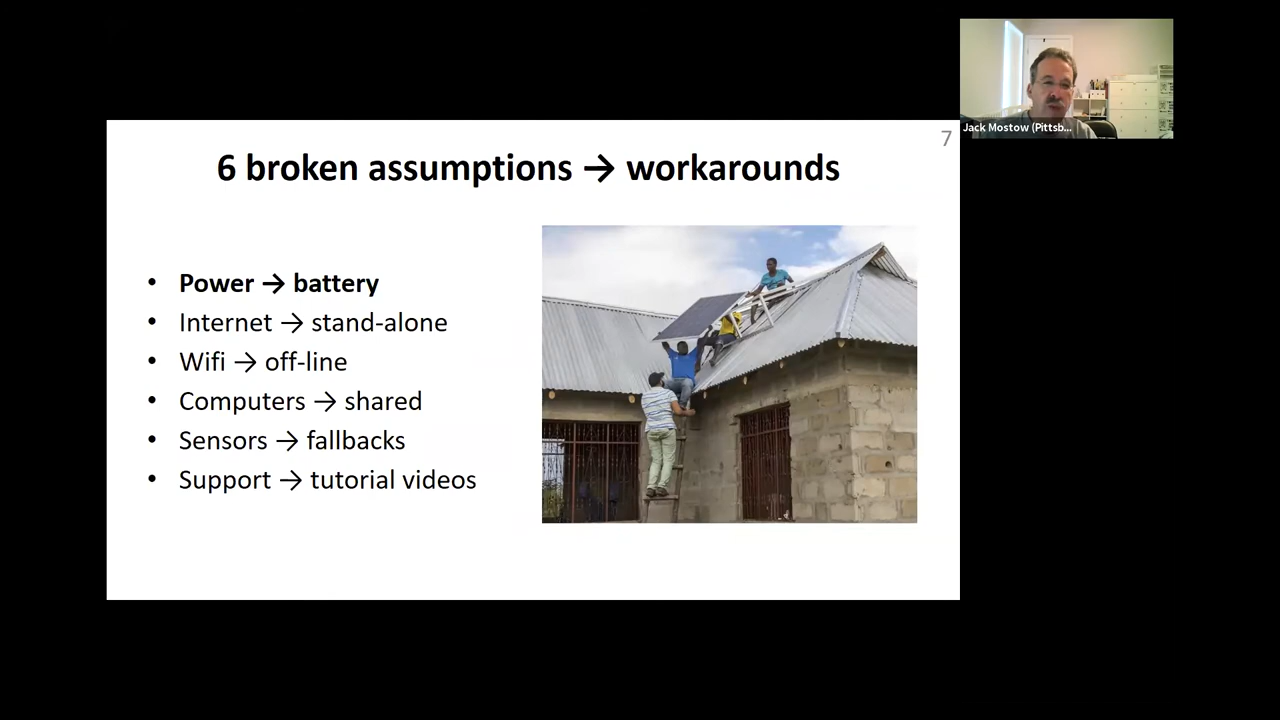 Jack Mostow (Pittsb...
7
6 broken assumptions → workarounds
• Power → battery
• Internet → stand-alone
• Wifi → off-line
• Computers → shared
• Sensors → fallbacks
• Support → tutorial videos